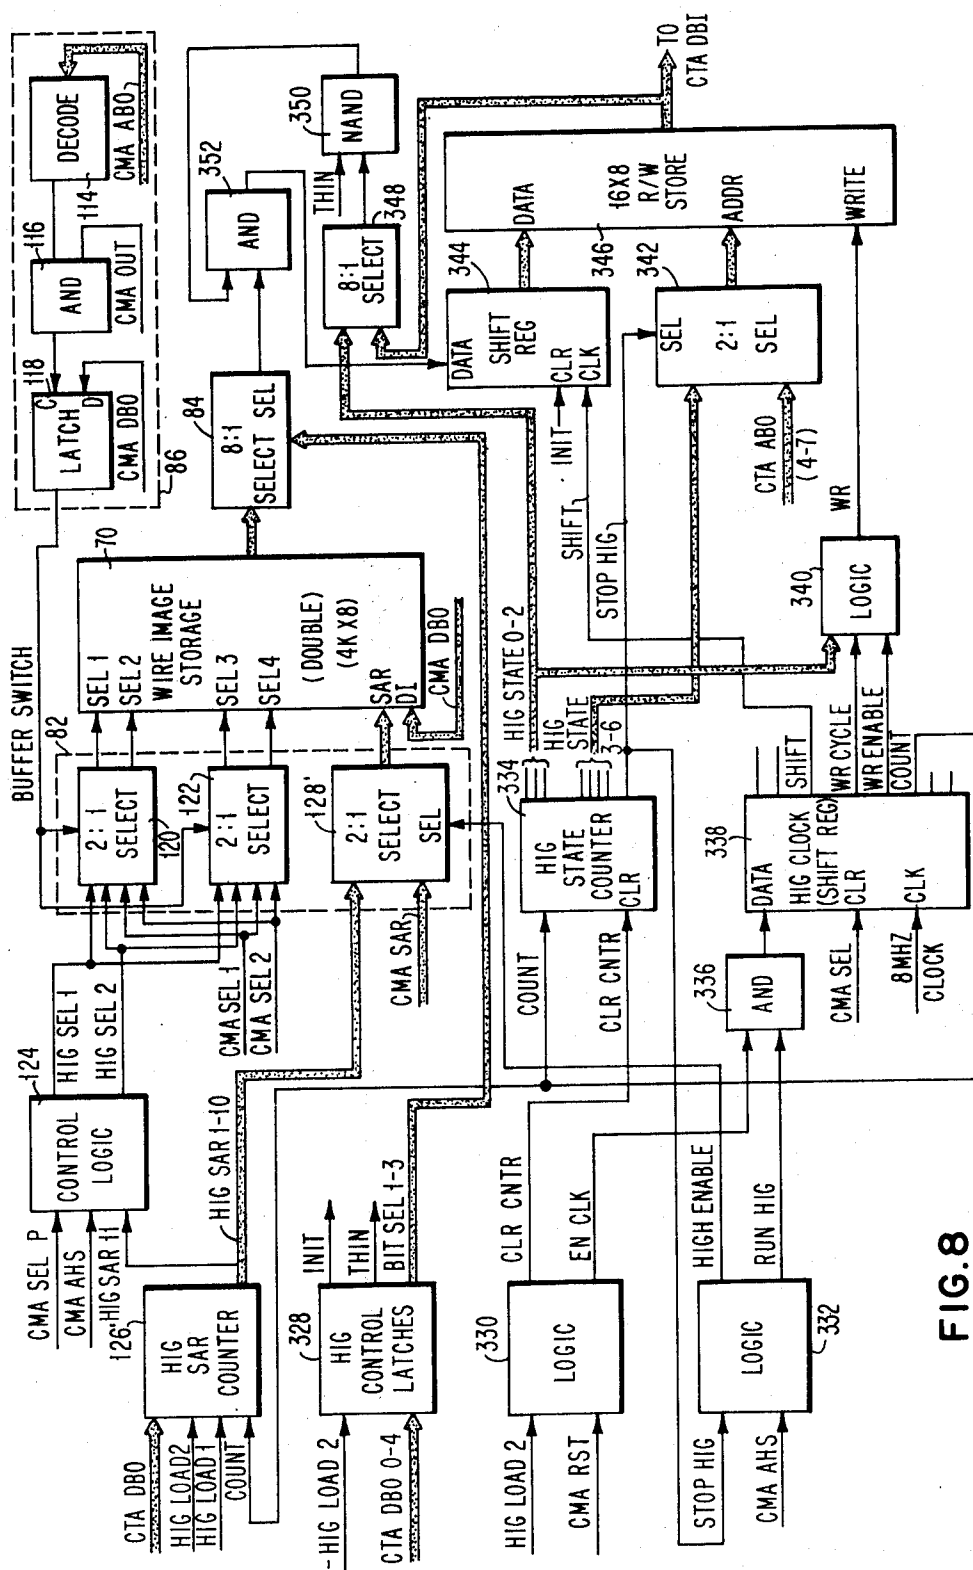 CTA DBO
HIG LOAD2
HIG LOAD 1
COUNT
126'
HIG
SAR
COUNTER
CMA SEL P
CMA AHS
HIG SAR 11
124
CONTROL
LOGIC
HIG SEL 1
HIG SEL 2
CMA SEL 1
CMA SEL 2
HIG SAR 1-10
BUFFER SWITCH
82
2:1
SELECT
120
122
2:1
SELECT
128'
2:1
SELECT
SEL
CMA SAR
70
SEL 1
SEL2
WIRE IMAGE
STORAGE
SEL3
SEL4
(DOUBLE)
(4K X8)
SAR
DI
CMA DBO
118
C
LATCH
D
CMA DBO
86
116
AND
CMA OUT
DECODE
114
CMA ABO
84
8:1
SELECT SEL
352
AND
350
NAND
THIN
348
8:1
SELECT
TO
CTA DBI
HIG LOAD 2
CTA DBO 0-4
328
HIG
CONTROL
LATCHES
INIT
THIN
BIT SEL 1-3
HIG LOAD 2
CMA RST
330
LOGIC
CLR CNTR
EN CLK
STOP HIG
CMA AHS
LOGIC
332
HIGH ENABLE
RUN HIG
COUNT
CLR CNTR
334
HIG
STATE
COUNTER
CLR
HIG STATE 0-2
HIG
STATE
3-6
336
AND
CMA SEL
8MHZ
CLOCK
338
DATA
HIG CLOCK
(SHIFT REG)
CLR
CLK
SHIFT
WR CYCLE
WR ENABLE
COUNT
340
LOGIC
WR
INIT
SHIFT
STOP HIG
344
DATA
SHIFT
REG
CLR
CLK
342
SEL
2:1
SEL
CTA ABO
(4-7)
346
DATA
16X8
R/W
STORE
ADDR
WRITE
FIG.8